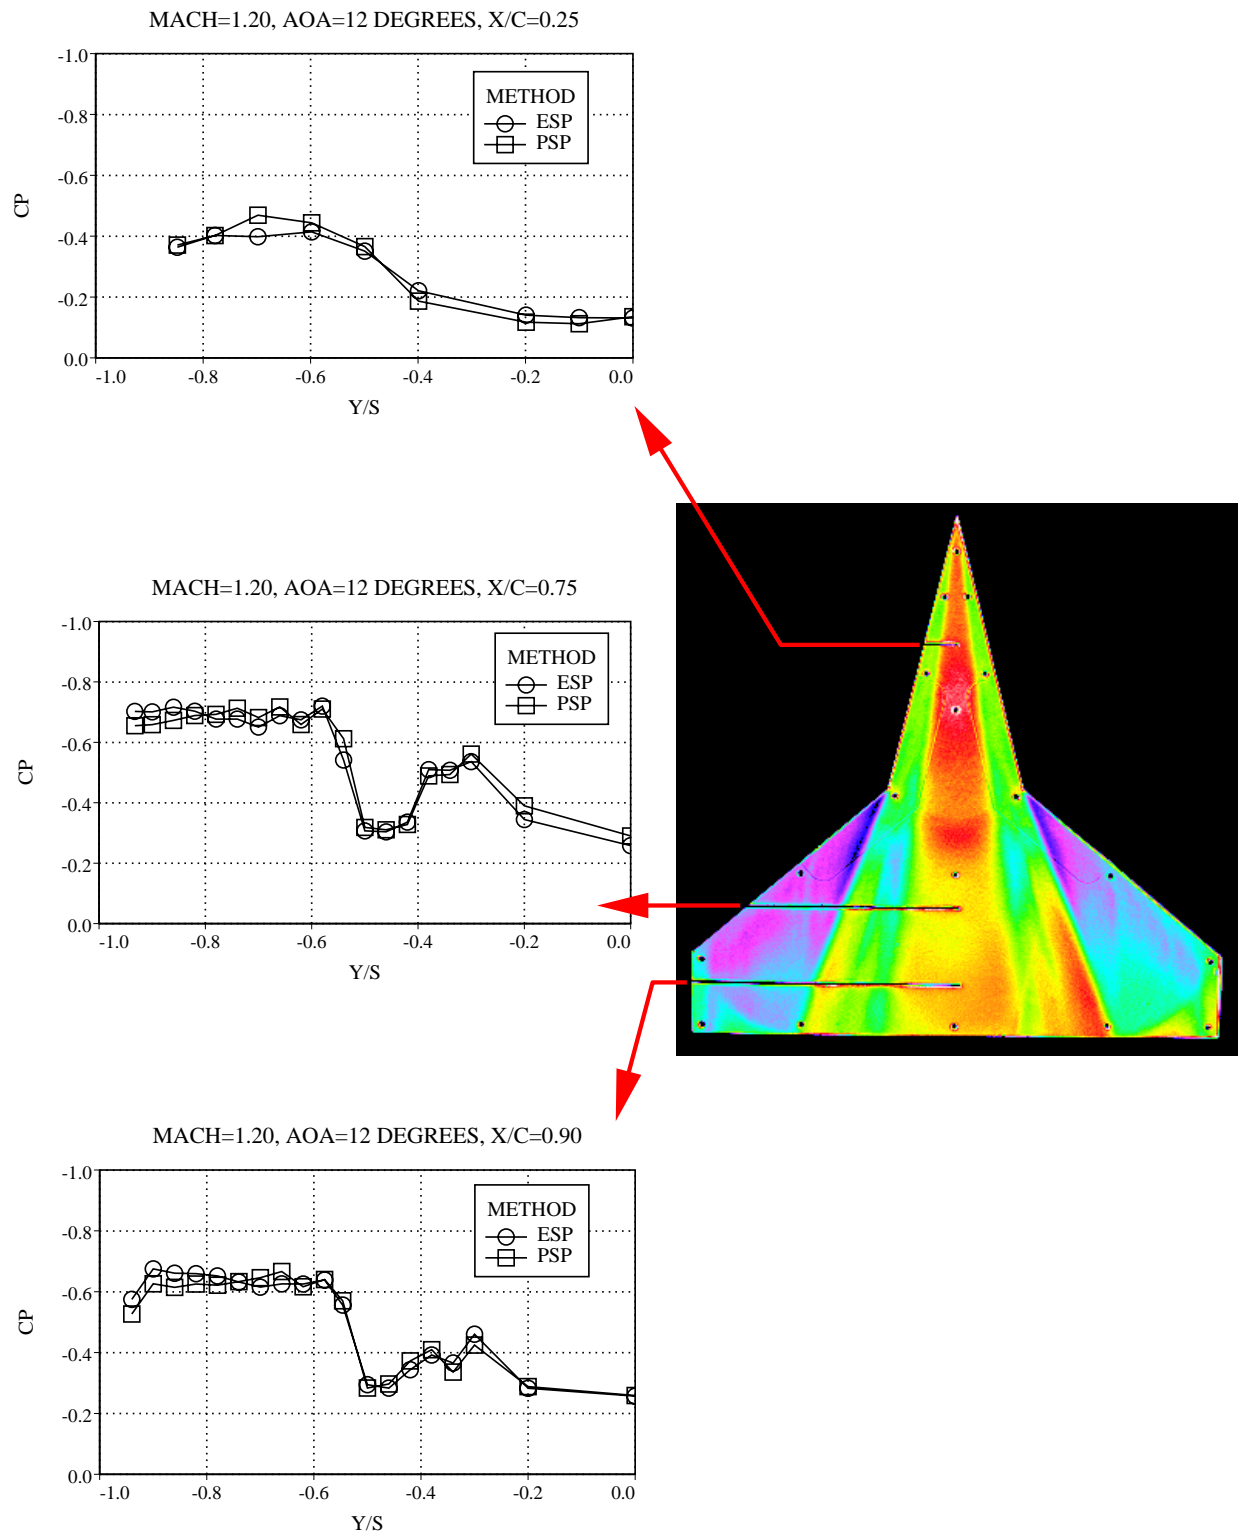 MACH=1.20, AOA=12 DEGREES, X/C=0.25
-1.0
-0.8
-0.6
-0.4
-0.2
0.0
CP
METHOD
ESP
PSP
-1.0 -0.8 -0.6 -0.4 -0.2 0.0
Y/S
MACH=1.20, AOA=12 DEGREES, X/C=0.75
-1.0
-0.8
-0.6
-0.4
-0.2
0.0
CP
METHOD
ESP
PSP
-1.0 -0.8 -0.6 -0.4 -0.2 0.0
Y/S
MACH=1.20, AOA=12 DEGREES, X/C=0.90
-1.0
-0.8
-0.6
-0.4
-0.2
0.0
CP
METHOD
ESP
PSP
-1.0 -0.8 -0.6 -0.4 -0.2 0.0
Y/S